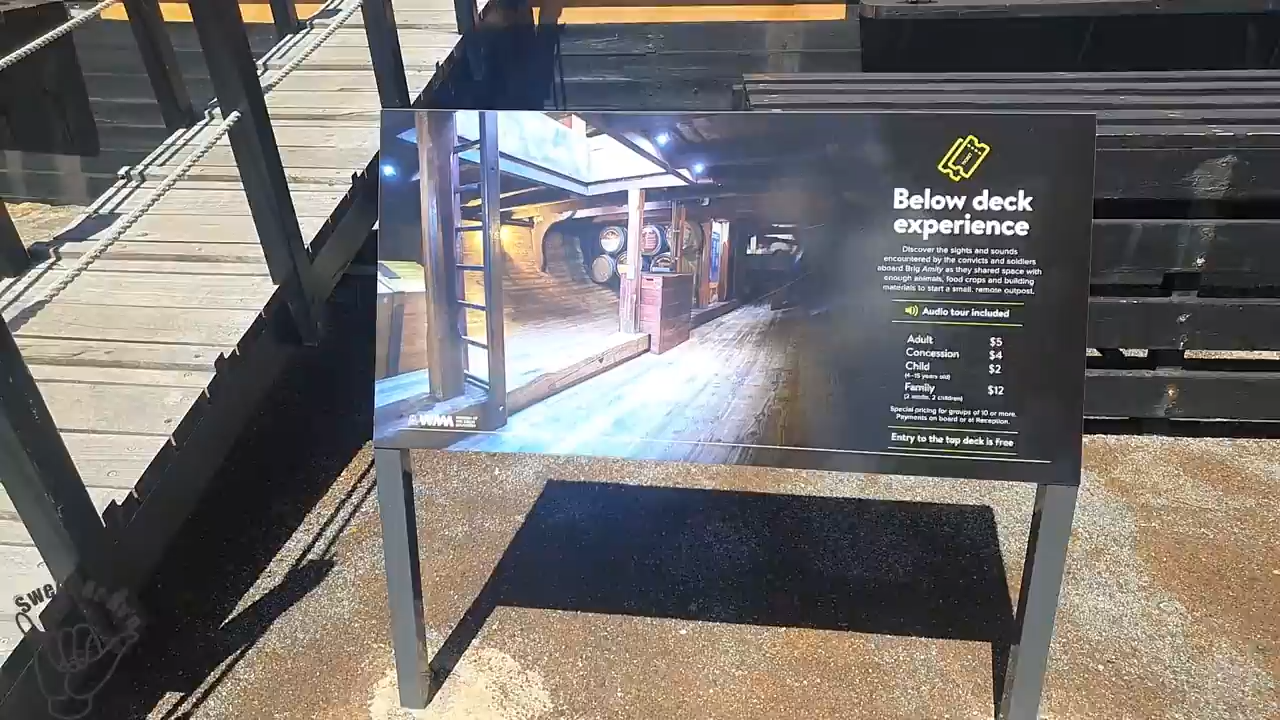 Below deck
experience
Discover the sights and sounds
encountered by the convicts and soldiers
aboard Brig Amity as they shared space with
enough animals, food crops and building
materials to start a small, remote outpost.
Audio tour included
Adult $5
Concession $4
Child $2
(4-15 years old)
Family $12
(2 adults, 2 children)
Special pricing for groups of 10 or more.
Payments on board or at Reception.
Entry to the top deck is free
WAM